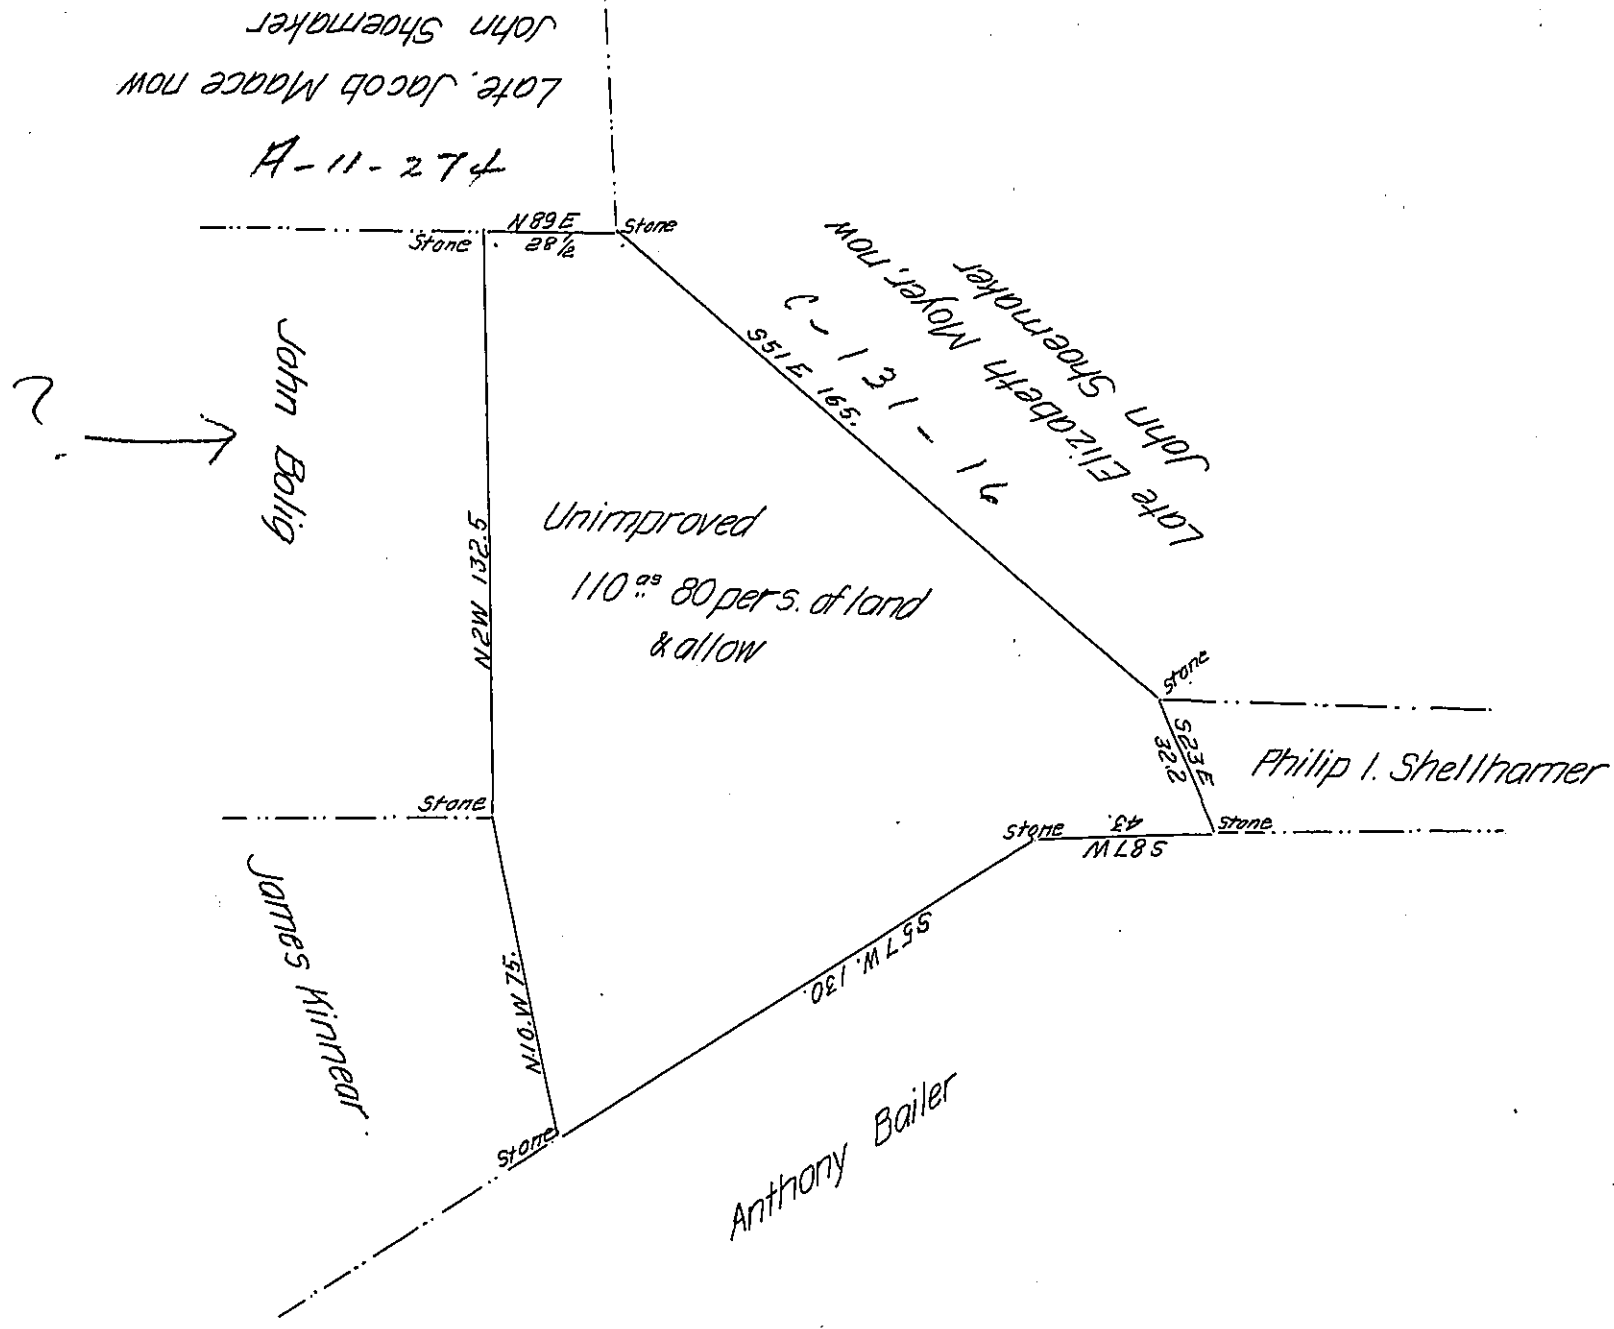 Late. Jacob Maace now
John Shoemaker
A-11-274
N89E
28½
Stone
Stone
Late Elizabeth Moyer, now
John Shoemaker
C-131-16
S51E 165.
?
John Bolig
N2W 132.5
Unimproved
110 as 80 pers. of land
& allow
Stone
S23E
32.2
Philip I. Shellhamer
Stone
Stone
43.
S87W
Stone
James Kinnear.
N.10.W 75.
S57W. 130.
Stone
Anthony Bailer